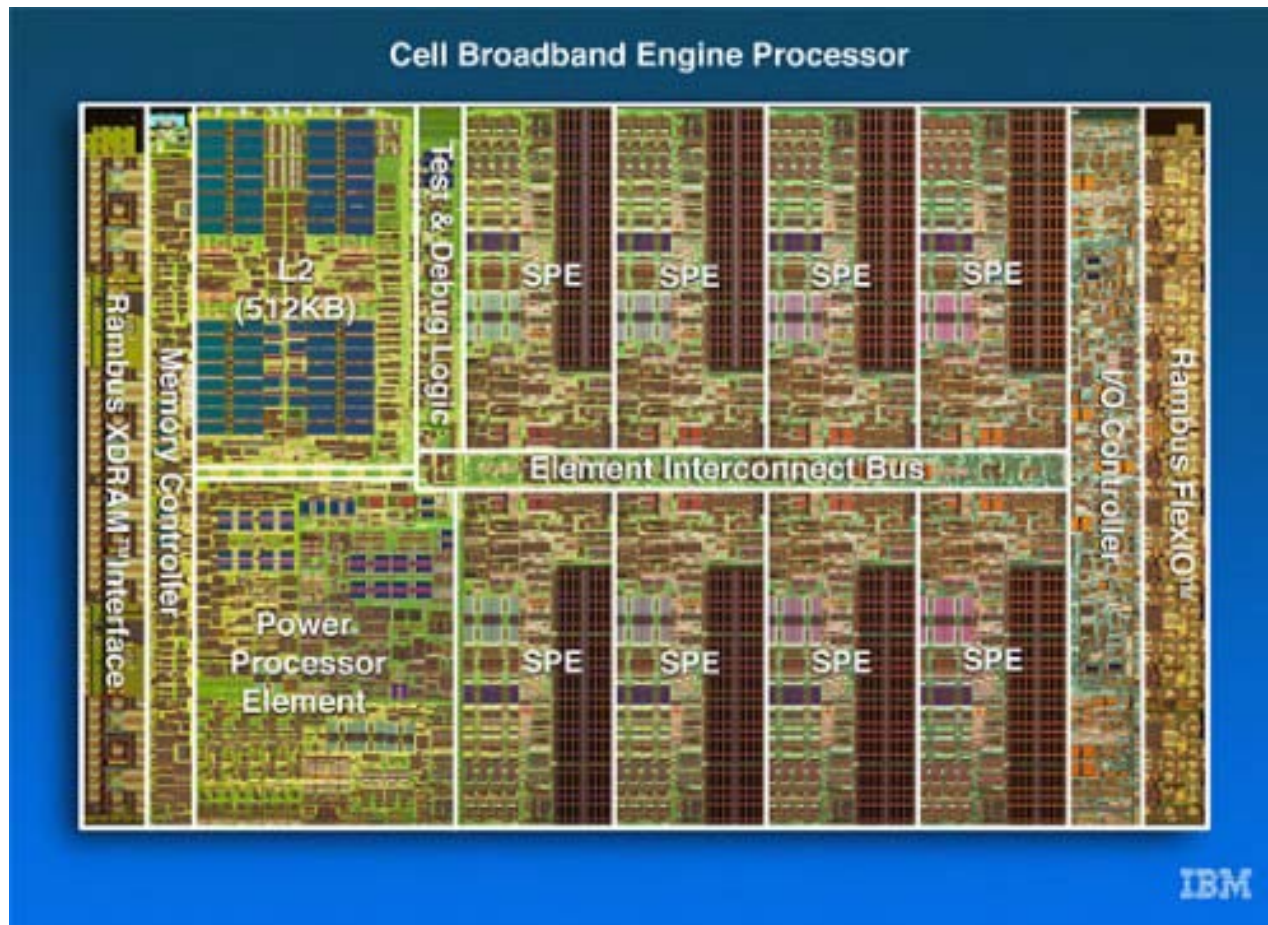 Cell Broadband Engine Processor
Rambus XDRAM™ Interface
Memory Controller
L2
(512KB)
Test & Debug Logic
SPE
SPE
SPE
SPE
I/O Controller
Rambus FlexIO™
Element Interconnect Bus
Power
Processor
Element
SPE
SPE
SPE
SPE
IBM